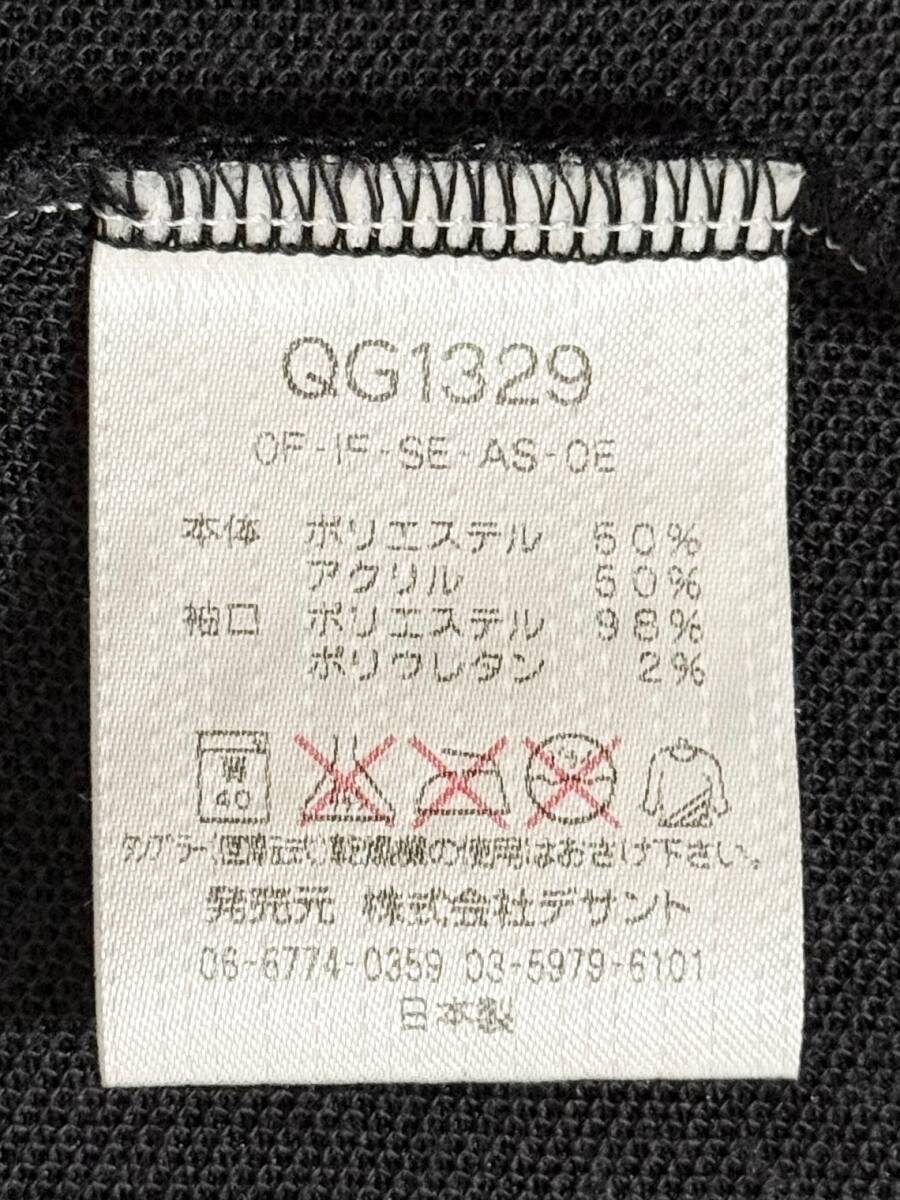 QG1329
OF-IF-SE-AS-OE
本体 ポリエステル 50%
アクリル 50%
袖口 ポリエステル 98%
ポリウレタン 2%
弱
40
タンブラー(回転式)乾燥機の使用はおさけ下さい。
発売元 株式会社デサント
06-6774-0359 03-5979-6101
日本製